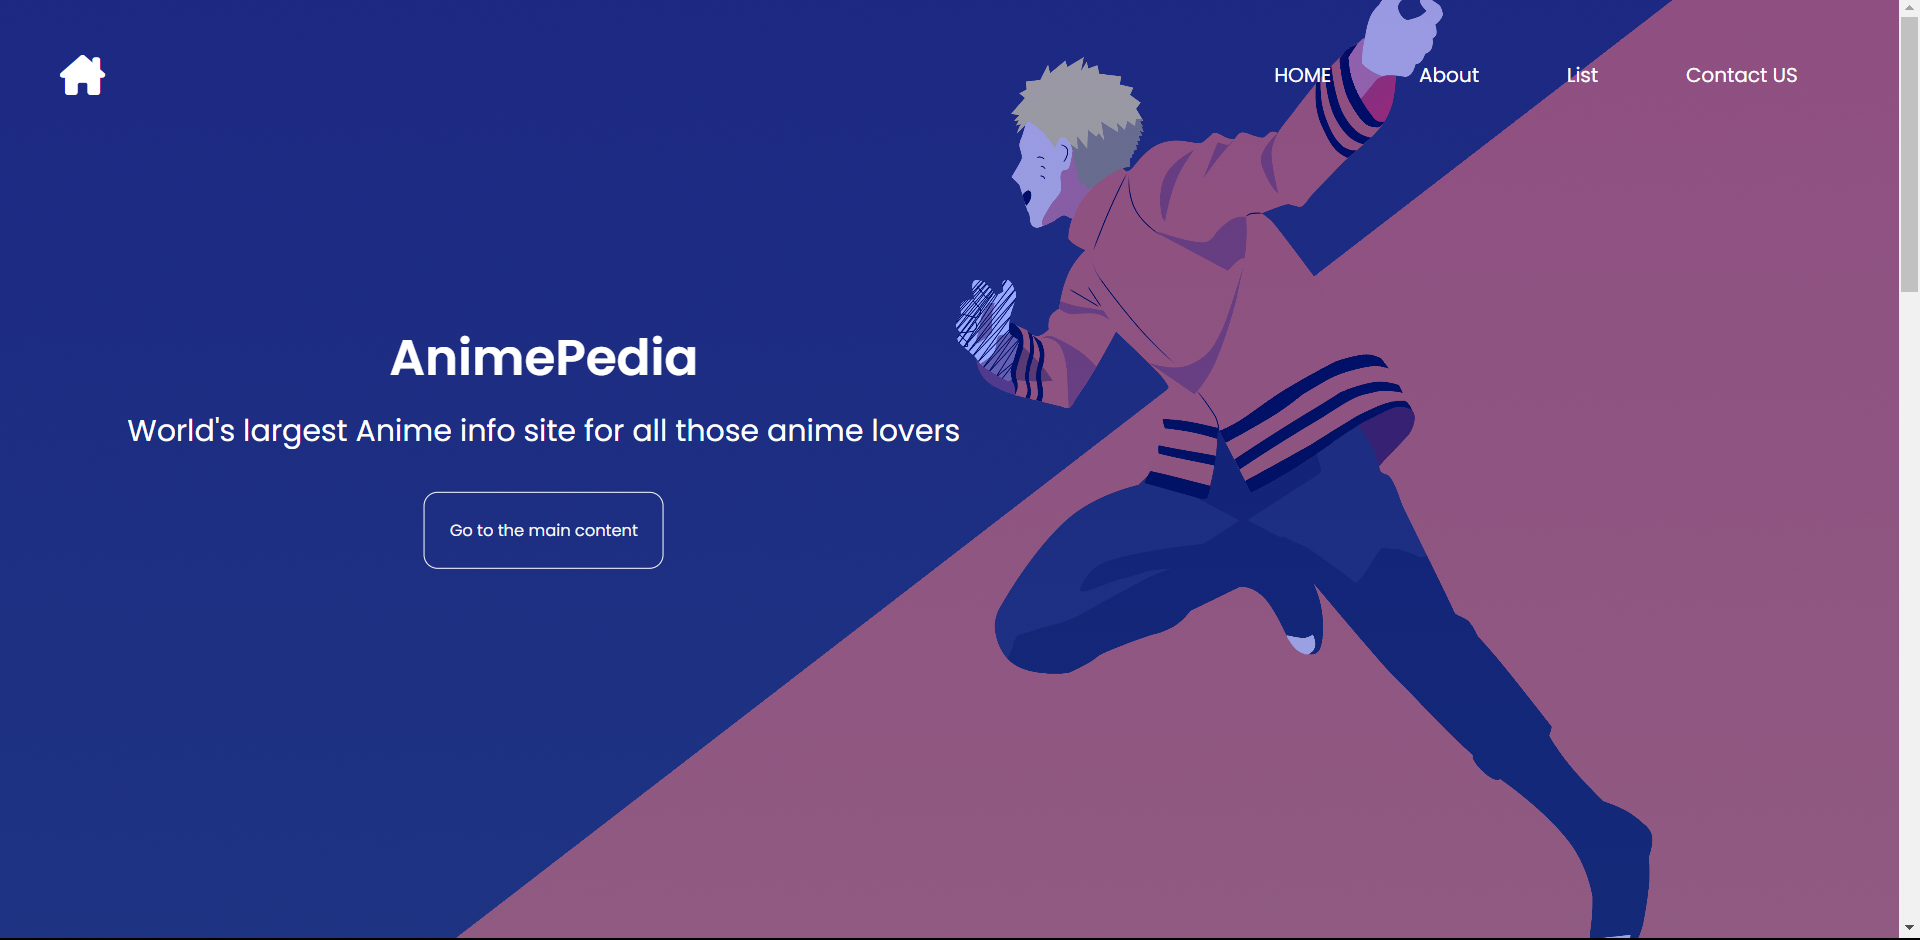 HOME About List Contact US
AnimePedia
World's largest Anime info site for all those anime lovers
Go to the main content